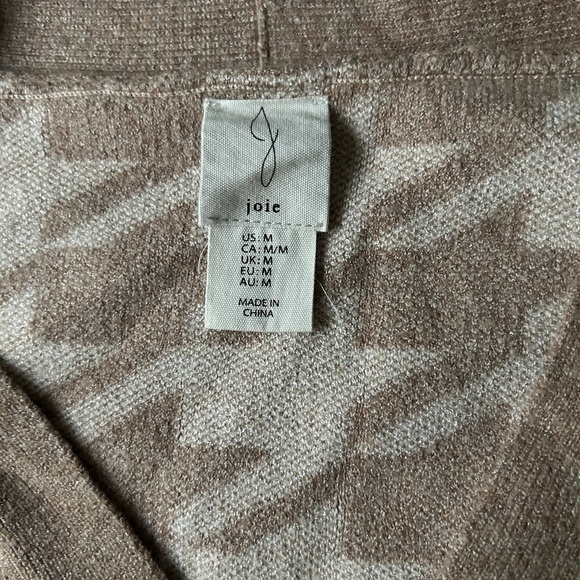 J
joie
US: M
CA: M/M
UK: M
EU: M
AU: M
MADE IN
CHINA